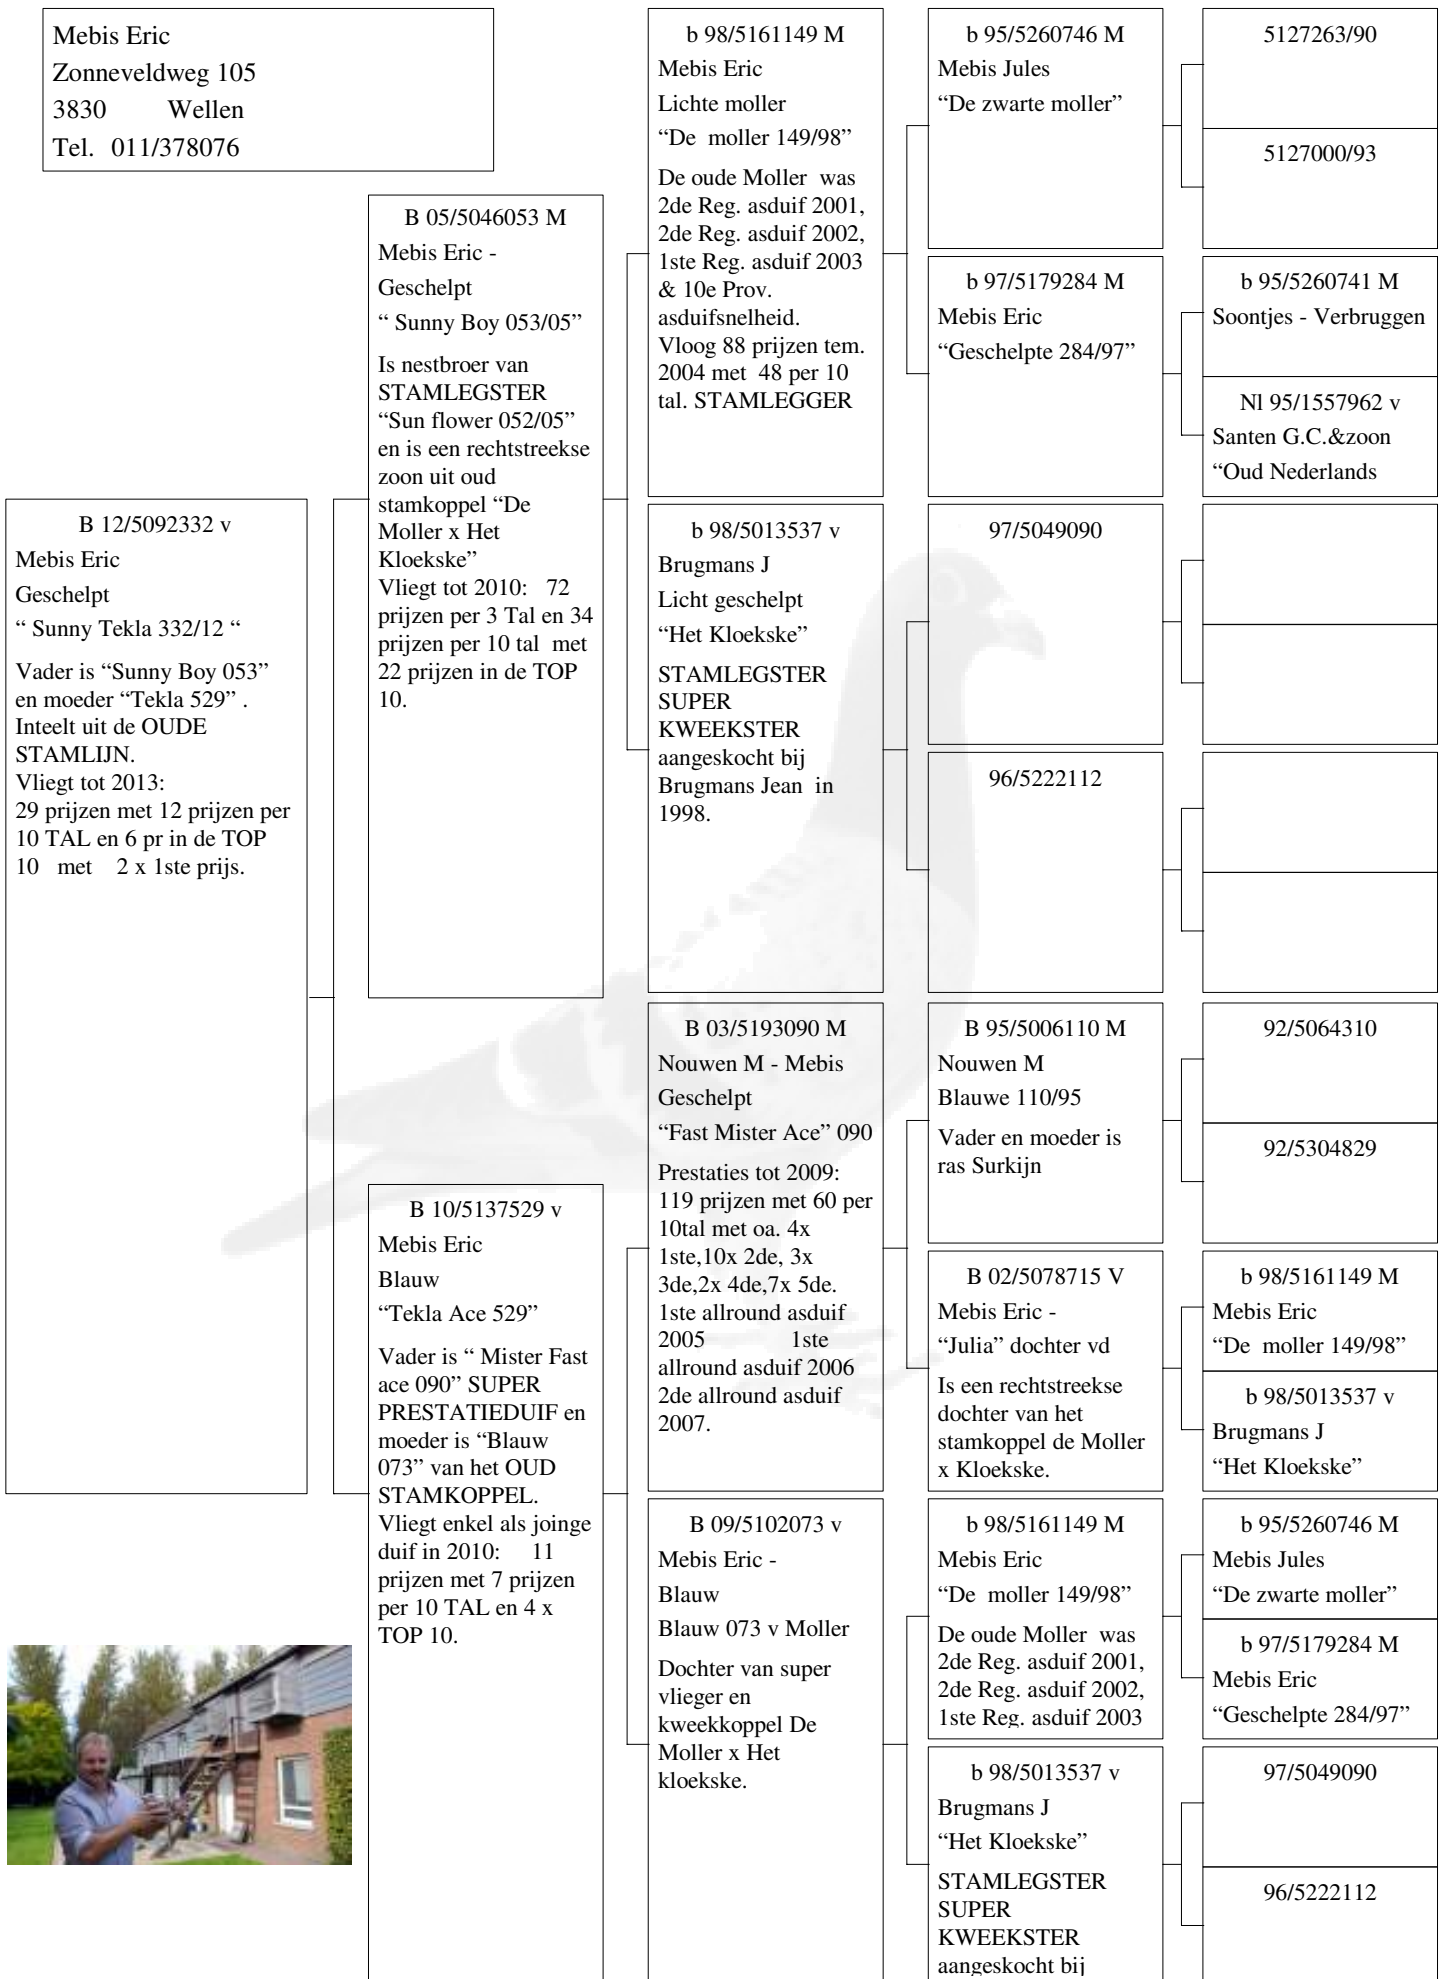 Mebis Eric
Zonneveldweg 105
3830 Wellen
Tel. 011/378076
B 12/5092332 v
Mebis Eric
Geschelpt
“ Sunny Tekla 332/12 “
Vader is “Sunny Boy 053”
en moeder “Tekla 529” .
Inteelt uit de OUDE
STAMLIJN.
Vliegt tot 2013:
29 prijzen met 12 prijzen per
10 TAL en 6 pr in de TOP
10 met 2 x 1ste prijs.
B 05/5046053 M
Mebis Eric -
Geschelpt
“ Sunny Boy 053/05”
Is nestbroer van
STAMLEGSTER
“Sun flower 052/05”
en is een rechtstreekse
zoon uit oud
stamkoppel “De
Moller x Het
Kloekske”
Vliegt tot 2010: 72
prijzen per 3 Tal en 34
prijzen per 10 tal met
22 prijzen in de TOP
10.
B 10/5137529 v
Mebis Eric
Blauw
“Tekla Ace 529”
Vader is “ Mister Fast
ace 090” SUPER
PRESTATIEDUIF en
moeder is “Blauw
073” van het OUD
STAMKOPPEL.
Vliegt enkel als joinge
duif in 2010: 11
prijzen met 7 prijzen
per 10 TAL en 4 x
TOP 10.
b 98/5161149 M
Mebis Eric
Lichte moller
“De moller 149/98”
De oude Moller was
2de Reg. asduif 2001,
2de Reg. asduif 2002,
1ste Reg. asduif 2003
& 10e Prov.
asduifsnelheid.
Vloog 88 prijzen tem.
2004 met 48 per 10
tal. STAMLEGGER
b 98/5013537 v
Brugmans J
Licht geschelpt
“Het Kloekske”
STAMLEGSTER
SUPER
KWEEKSTER
aangeskocht bij
Brugmans Jean in
1998.
B 03/5193090 M
Nouwen M - Mebis
Geschelpt
“Fast Mister Ace” 090
Prestaties tot 2009:
119 prijzen met 60 per
10tal met oa. 4x
1ste,10x 2de, 3x
3de,2x 4de,7x 5de.
1ste allround asduif
2005 1ste
allround asduif 2006
2de allround asduif
2007.
B 09/5102073 v
Mebis Eric -
Blauw
Blauw 073 v Moller
Dochter van super
vlieger en
kweekkoppel De
Moller x Het
kloekske.
b 95/5260746 M
Mebis Jules
“De zwarte moller”
b 97/5179284 M
Mebis Eric
“Geschelpte 284/97”
97/5049090
96/5222112
B 95/5006110 M
Nouwen M
Blauwe 110/95
Vader en moeder is
ras Surkijn
B 02/5078715 V
Mebis Eric -
“Julia” dochter vd
Is een rechtstreekse
dochter van het
stamkoppel de Moller
x Kloekske.
b 98/5161149 M
Mebis Eric
“De moller 149/98”
De oude Moller was
2de Reg. asduif 2001,
2de Reg. asduif 2002,
1ste Reg. asduif 2003
b 98/5013537 v
Brugmans J
“Het Kloekske”
STAMLEGSTER
SUPER
KWEEKSTER
aangeskocht bij
5127263/90
5127000/93
b 95/5260741 M
Soontjes - Verbruggen
Nl 95/1557962 v
Santen G.C.&zoon
“Oud Nederlands
92/5064310
92/5304829
b 98/5161149 M
Mebis Eric
“De moller 149/98”
b 98/5013537 v
Brugmans J
“Het Kloekske”
b 95/5260746 M
Mebis Jules
“De zwarte moller”
b 97/5179284 M
Mebis Eric
“Geschelpte 284/97”
97/5049090
96/5222112